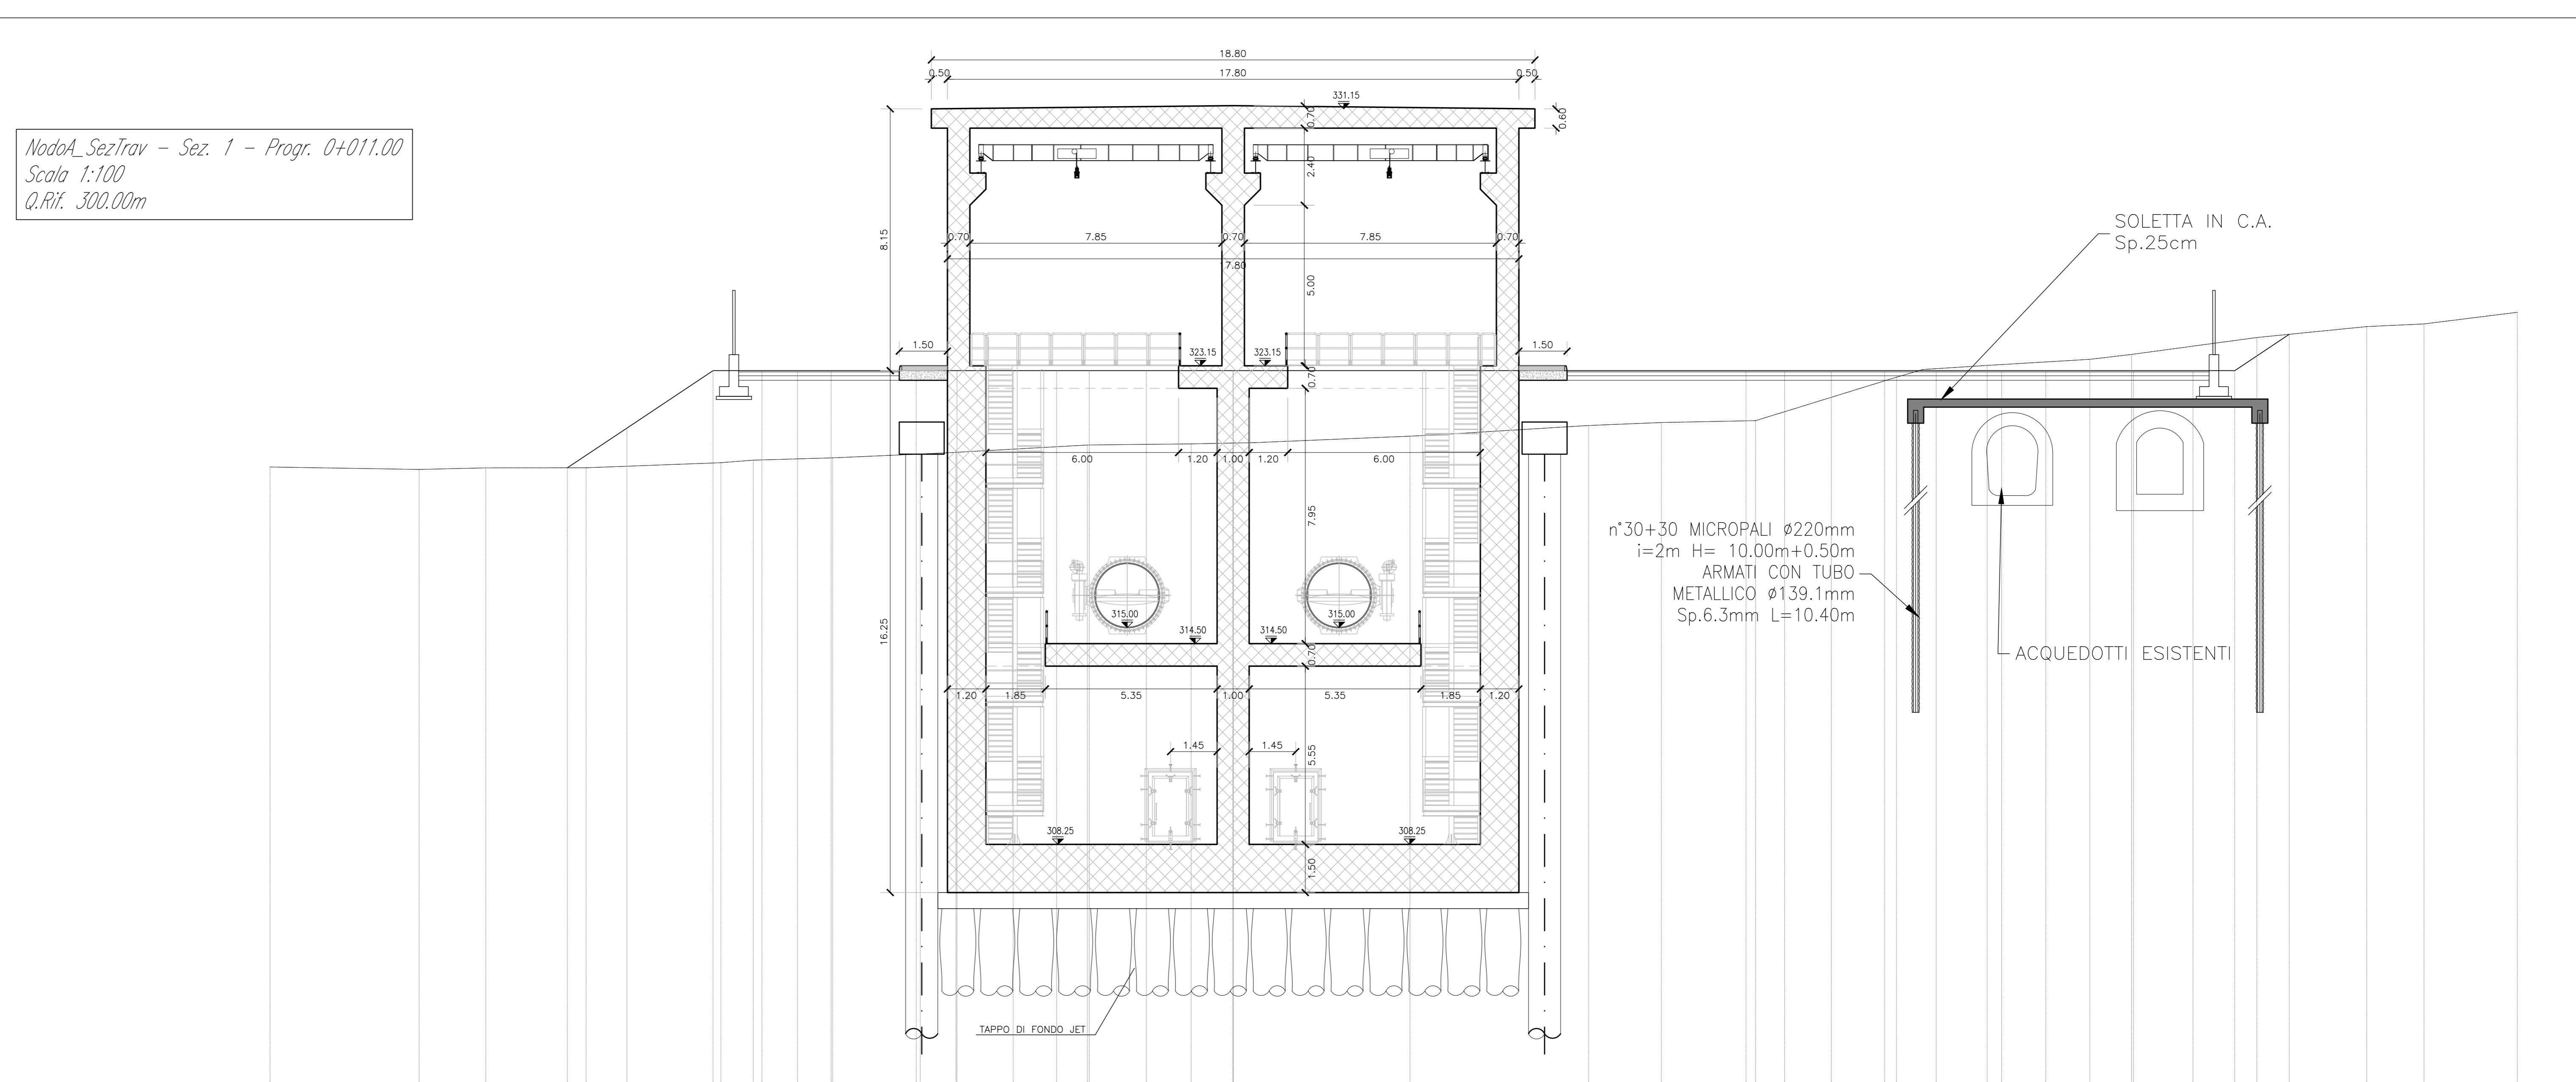 18.80
0.50 17.80 0.50
331.15
0.70
0.60
NodoA_SezTrav - Sez. 1 - Progr. 0+011.00
Scala 1:100
Q.Rif. 300.00m
2.40
8.15
0.70 7.85 0.70 7.85 0.70
17.80
5.00
SOLETTA IN C.A.
Sp.25cm
1.50 323.15 323.15 1.50
0.70
6.00 1.20 1.00 1.20 6.00
7.95
n°30+30 MICROPALI ø220mm
i=2m H= 10.00m+0.50m
ARMATI CON TUBO
METALLICO ø139.1mm
Sp.6.3mm L=10.40m
315.00 315.00
314.50 314.50
16.25
0.70
ACQUEDOTTI ESISTENTI
1.20 1.85 5.35 1.00 5.35 1.85 1.20
1.45 1.45
5.55
308.25 308.25
1.50
TAPPO DI FONDO JET